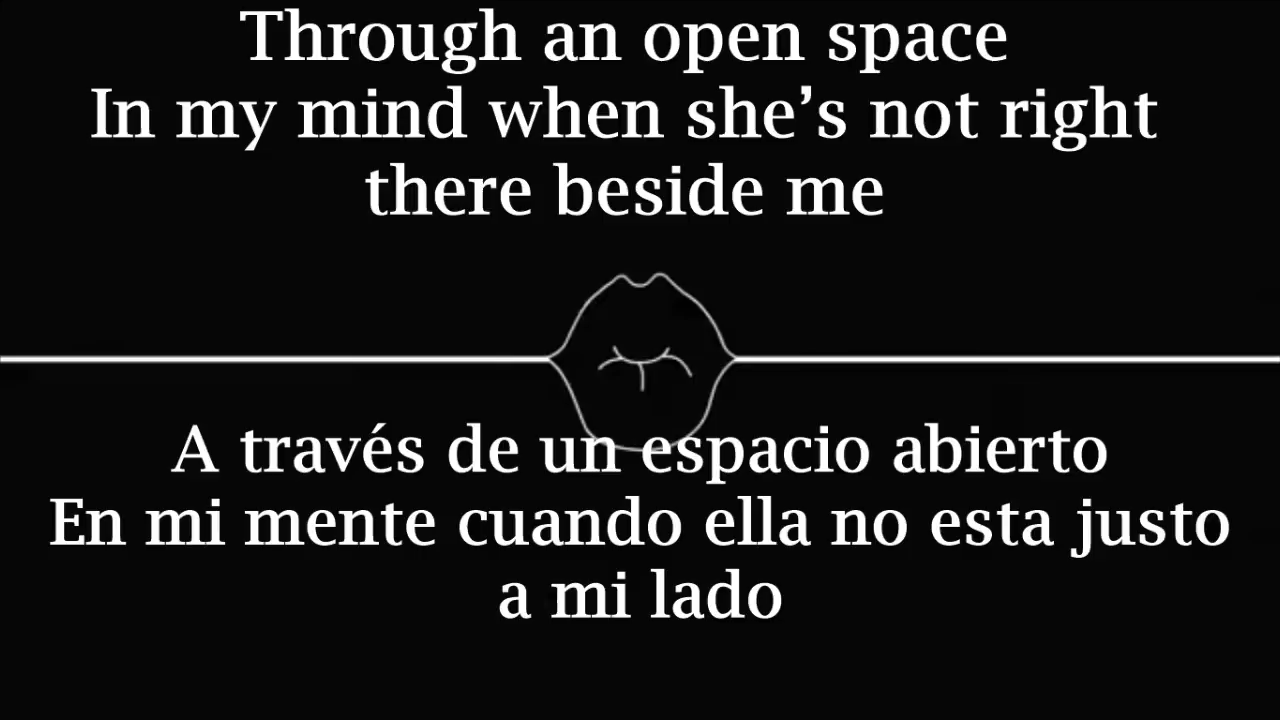 Through an open space
In my mind when she’s not right
there beside me
A través de un espacio abierto
En mi mente cuando ella no esta justo
a mi lado